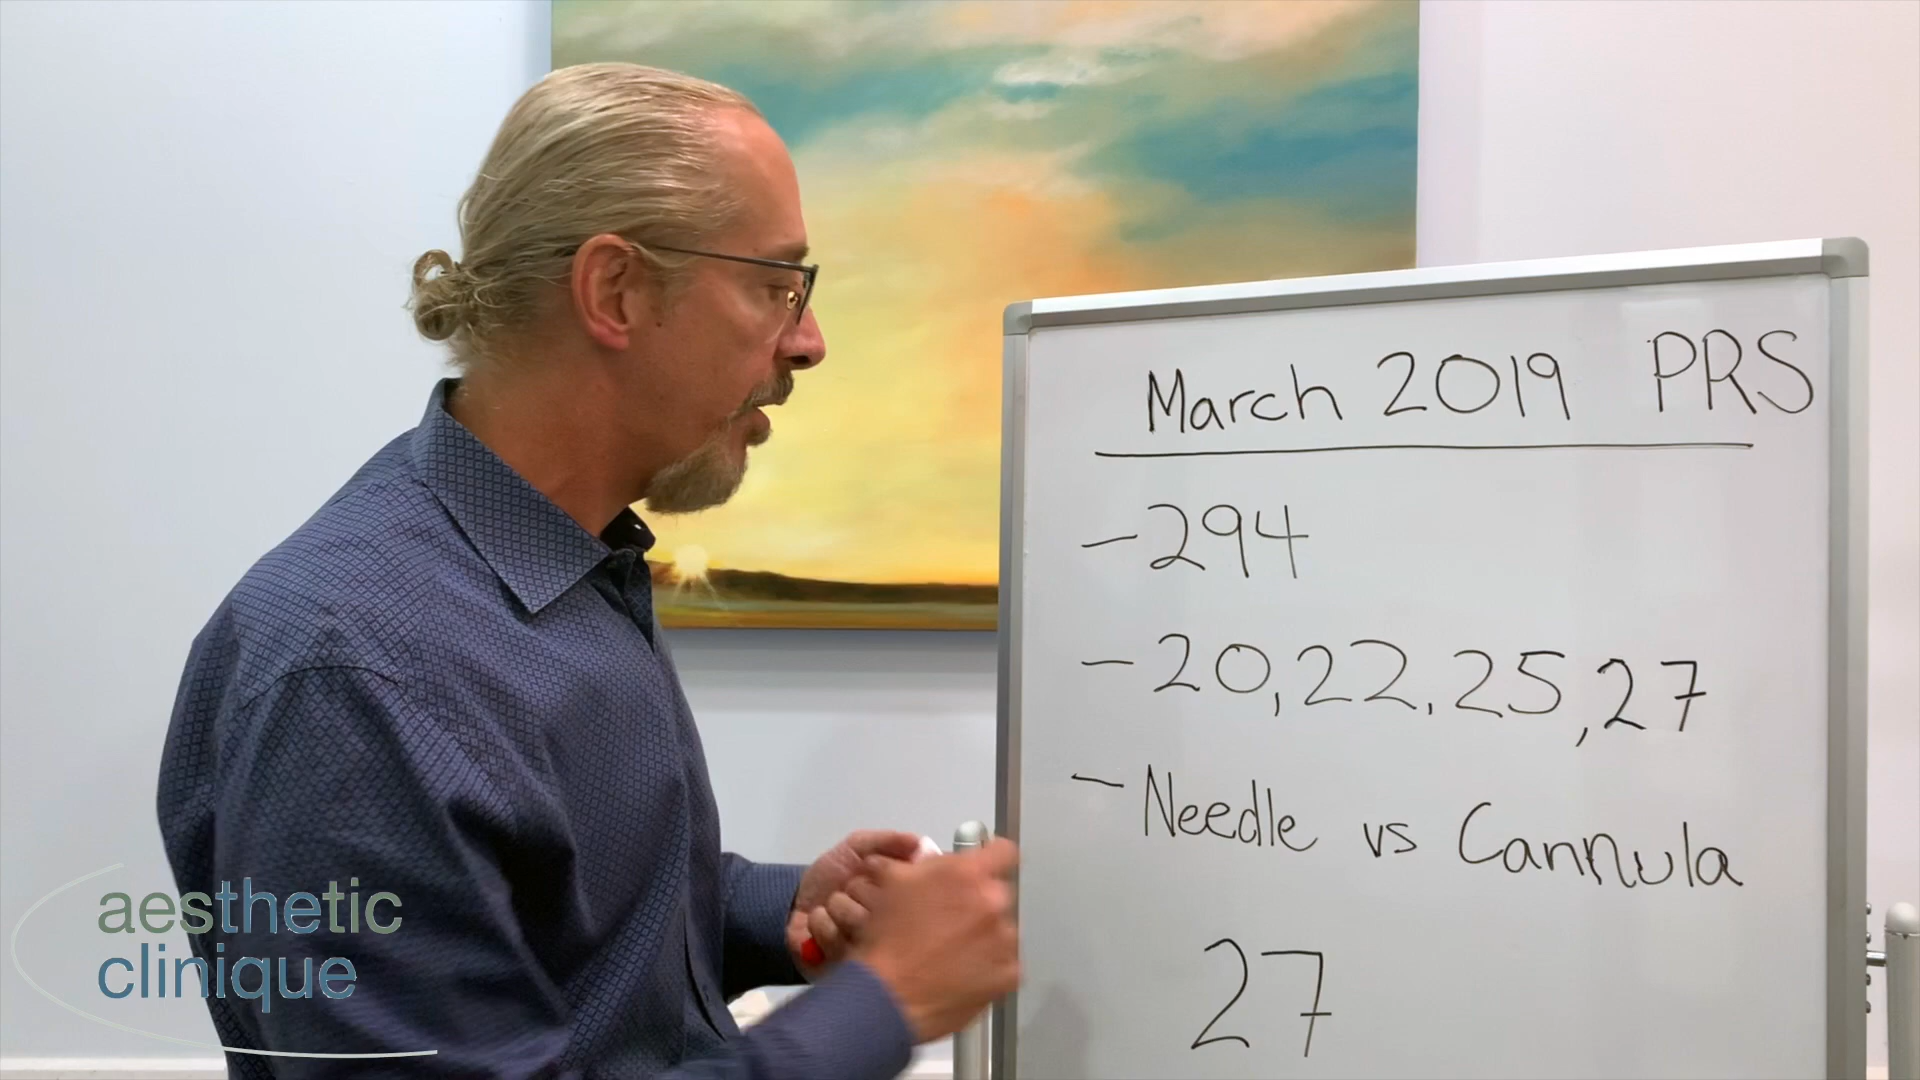 March 2019 PRS
- 294
- 20, 22, 25, 27
- Needle vs Cannula
27
aesthetic
clinique